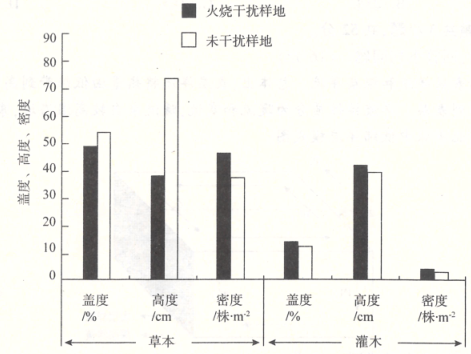 火烧干扰样地
未干扰样地
盖度、高度、密度
90
80
70
60
50
40
30
20
10
0
盖度 高度 密度 盖度 高度 密度
/% /cm /株·m⁻² /% /cm /株·m⁻²
草本 灌木